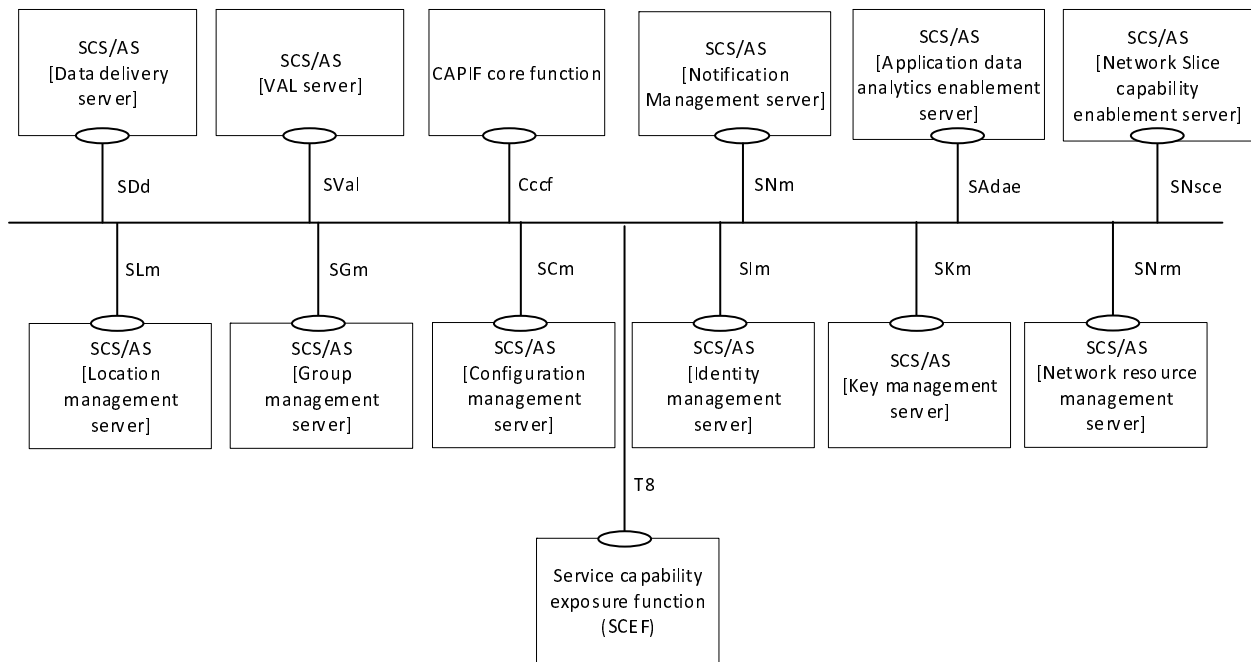 SCS/AS
[Data delivery
server]
SCS/AS
[VAL server]
CAPIF core function
SCS/AS
[Notification
Management server]
SCS/AS
[Application data
analytics enablement
server]
SCS/AS
[Network Slice
capability
enablement server]
SDd
SVal
Cccf
SNm
SAdae
SNsce
SLm
SGm
SCm
SIm
SKm
SNrm
SCS/AS
[Location
management
server]
SCS/AS
[Group
management
server]
SCS/AS
[Configuration
management
server]
SCS/AS
[Identity
management
server]
SCS/AS
[Key management
server]
SCS/AS
[Network resource
management
server]
T8
Service capability
exposure function
(SCEF)